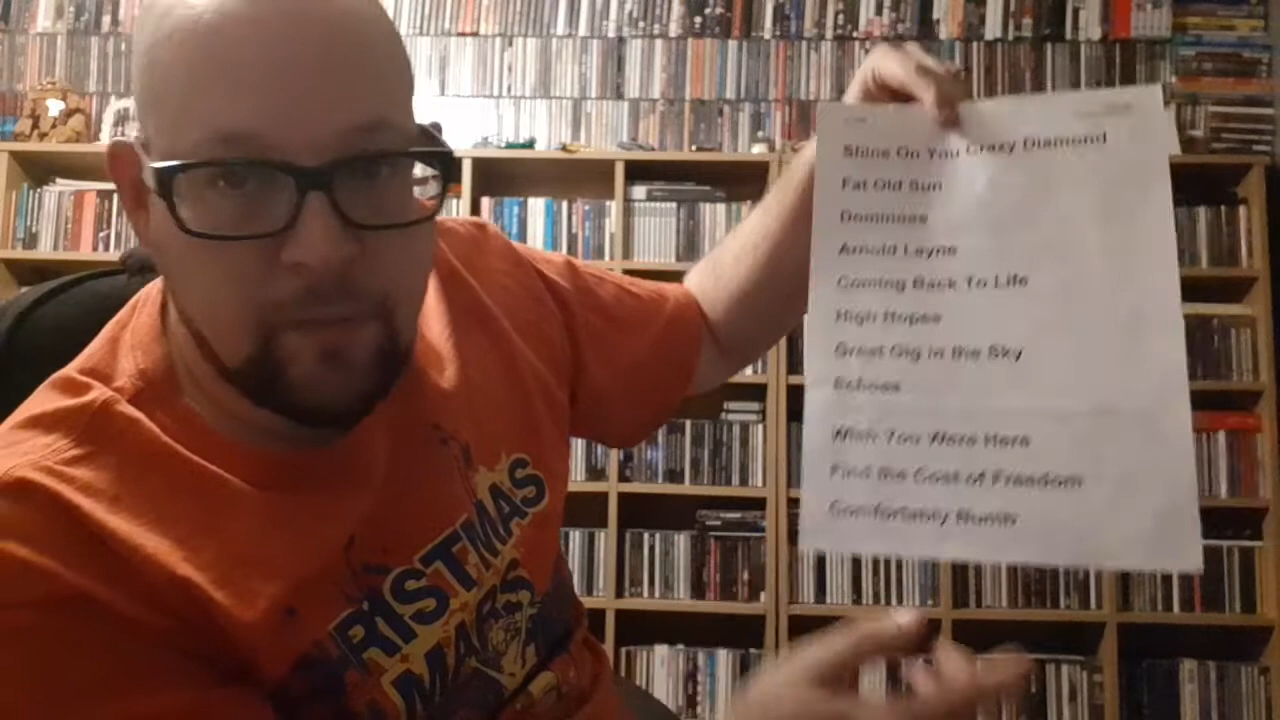 Shine On You Crazy Diamond
Fat Old Sun
Dominoes
Arnold Layne
Coming Back To Life
High Hopes
Great Gig in the Sky
Echoes
Wish You Were Here
Find the Cost of Freedom
Comfortably Numb
RISTMAS
MARS